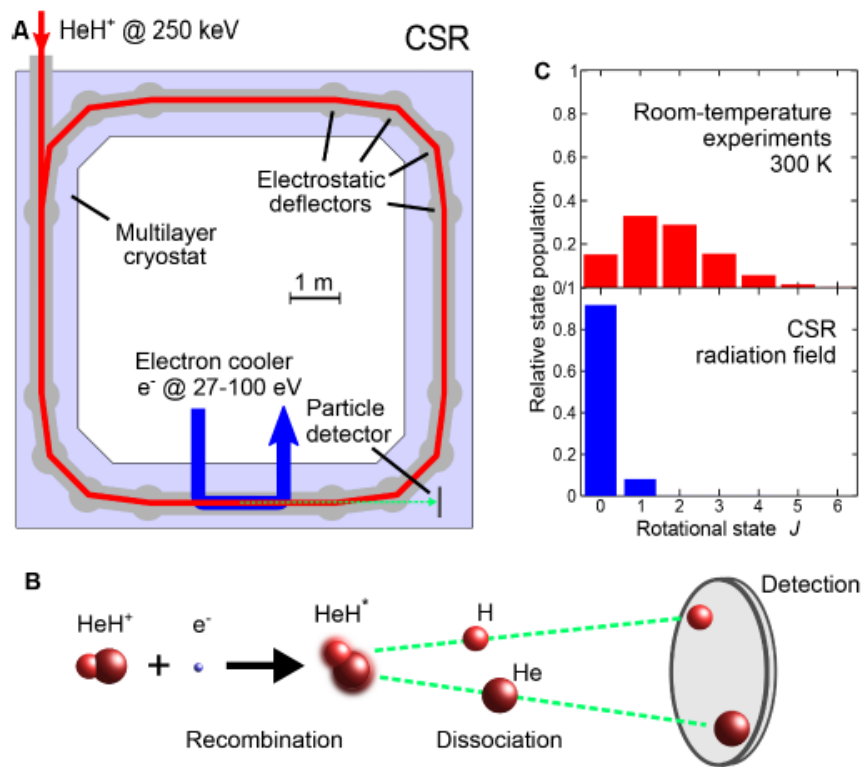 A
HeH⁺ @ 250 keV
CSR
Electrostatic
deflectors
Multilayer
cryostat
1 m
Electron cooler
e⁻ @ 27-100 eV
Particle
detector
C
Relative state population
1
0.8
0.6
0.4
0.2
0/1
0.8
0.6
0.4
0.2
0
Room-temperature
experiments
300 K
CSR
radiation field
0 1 2 3 4 5 6
Rotational state J
B
HeH⁺
+
e⁻
HeH*
H
He
Detection
Recombination
Dissociation